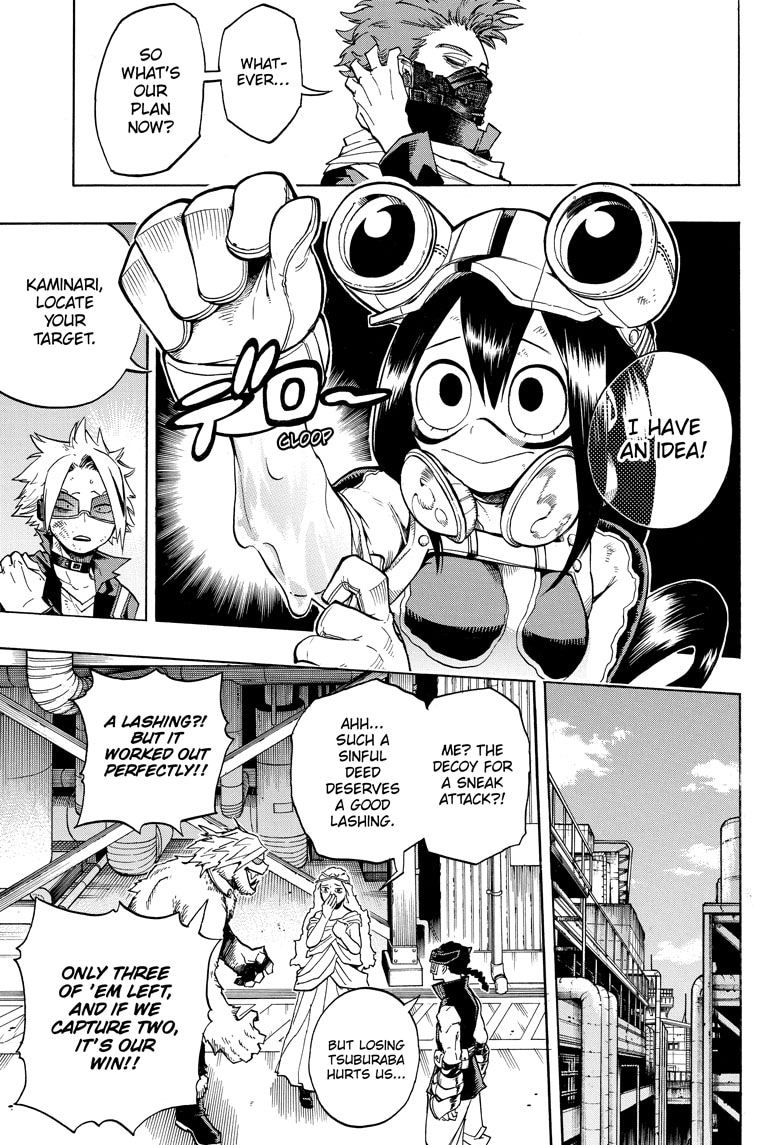 WHAT-
EVER...
SO
WHAT'S
OUR
PLAN
NOW?
I HAVE
AN IDEA!
デロ〜
GLOOP
KAMINARI,
LOCATE
YOUR
TARGET.
ME? THE
DECOY FOR
A SNEAK
ATTACK?!
AHH...
SUCH A
SINFUL
DEED
DESERVES
A GOOD
LASHING.
A LASHING?!
BUT IT
WORKED OUT
PERFECTLY!!
BUT LOSING
TSUBURABA
HURTS US...
ONLY THREE
OF 'EM LEFT,
AND IF WE
CAPTURE TWO,
IT'S OUR
WIN!!